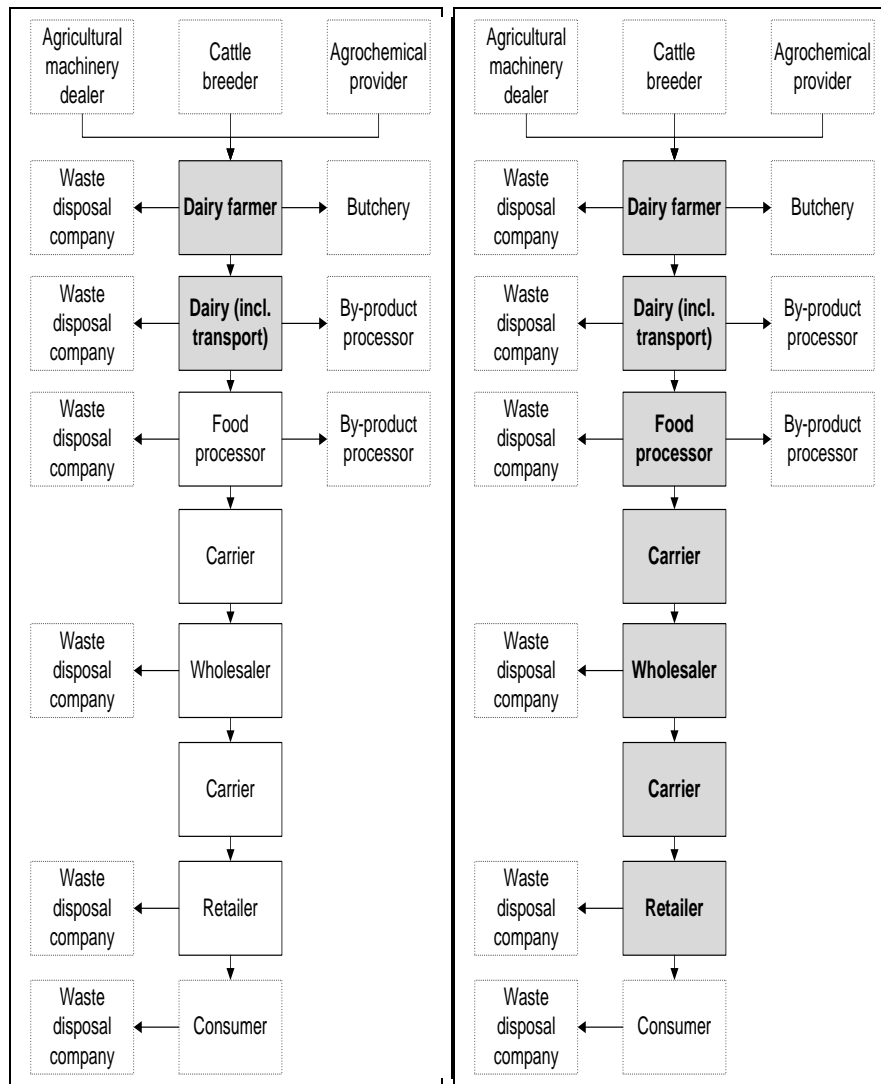 Agricultural
machinery
dealer
Cattle
breeder
Agrochemical
provider
Waste
disposal
company
Dairy farmer
Butchery
Waste
disposal
company
Dairy (incl.
transport)
By-product
processor
Waste
disposal
company
Food
processor
By-product
processor
Carrier
Waste
disposal
company
Wholesaler
Carrier
Waste
disposal
company
Retailer
Waste
disposal
company
Consumer
Agricultural
machinery
dealer
Cattle
breeder
Agrochemical
provider
Waste
disposal
company
Dairy farmer
Butchery
Waste
disposal
company
Dairy (incl.
transport)
By-product
processor
Waste
disposal
company
Food
processor
By-product
processor
Carrier
Waste
disposal
company
Wholesaler
Carrier
Waste
disposal
company
Retailer
Waste
disposal
company
Consumer